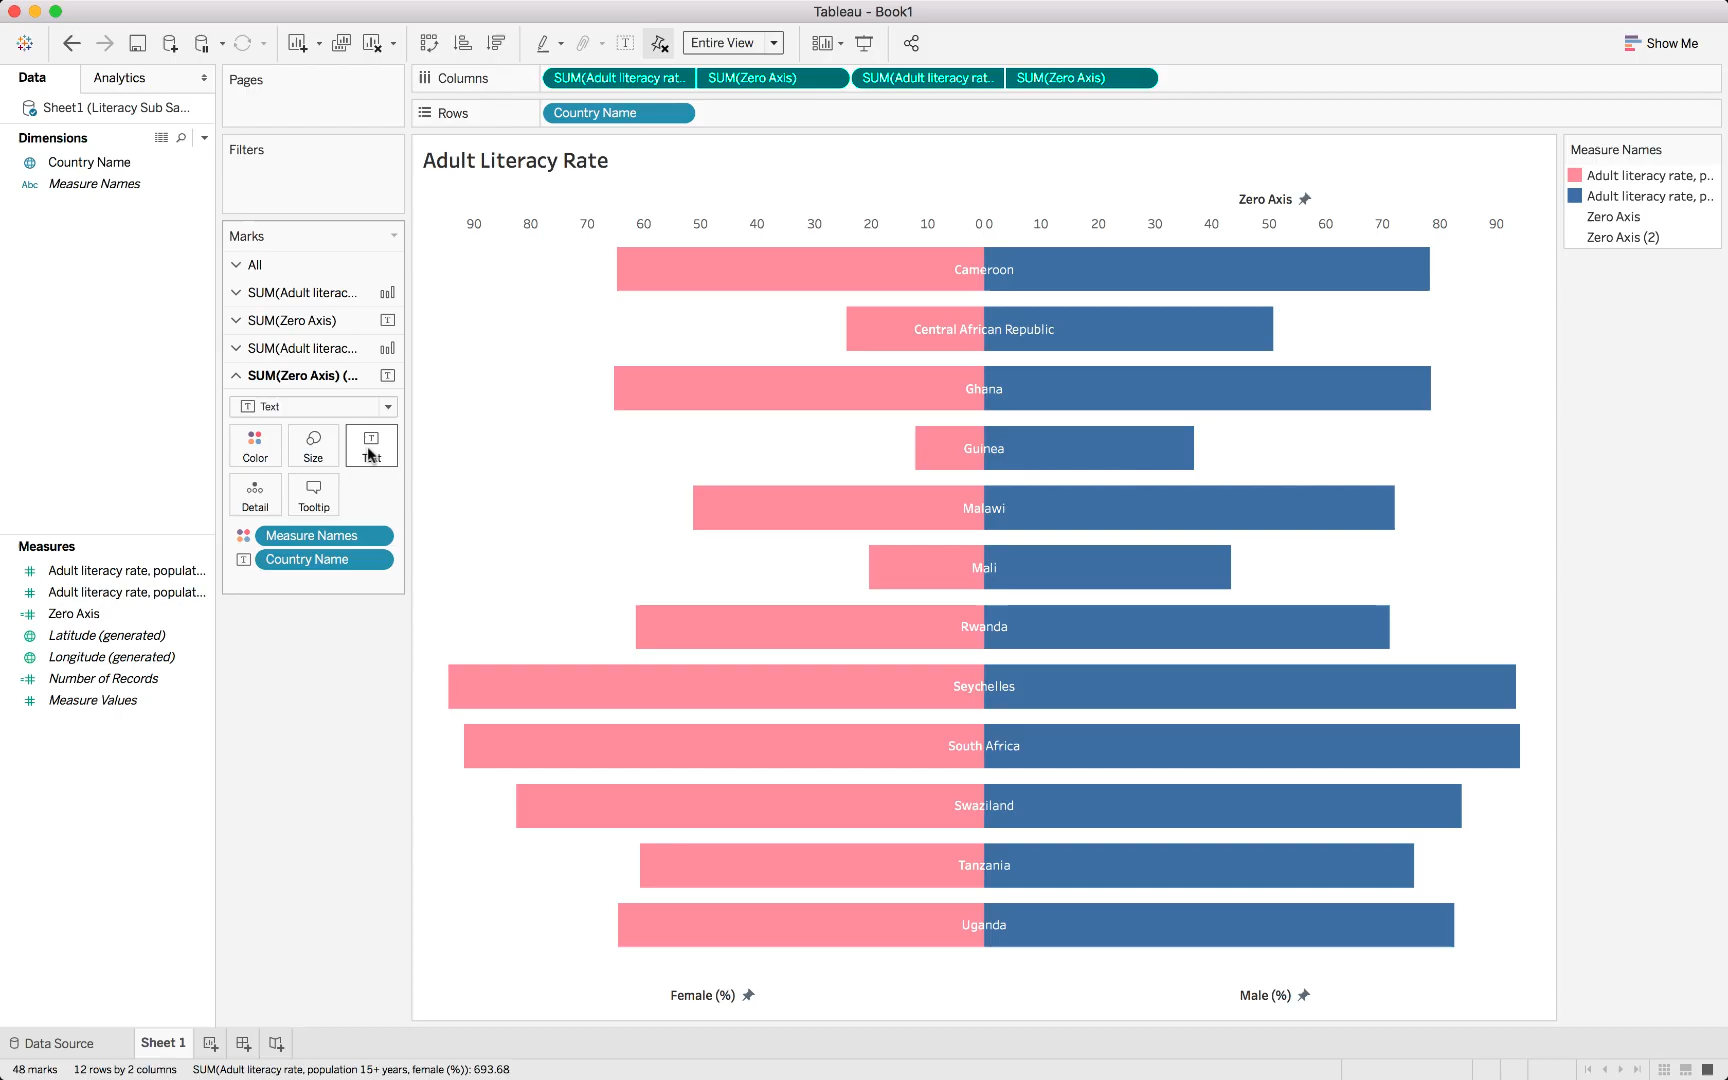 Tableau - Book1
Entire View
Show Me
Data
Analytics
Sheet1 (Literacy Sub Sa...
Dimensions
Country Name
Abc Measure Names
Measures
Adult literacy rate, populat...
Adult literacy rate, populat...
Zero Axis
Latitude (generated)
Longitude (generated)
Number of Records
Measure Values
Pages
Filters
Marks
All
SUM(Adult literac...
SUM(Zero Axis)
SUM(Adult literac...
SUM(Zero Axis) (...
Text
Color
Size
Detail
Tooltip
Measure Names
Country Name
Columns
SUM(Adult literacy rat..
SUM(Zero Axis)
SUM(Adult literacy rat..
SUM(Zero Axis)
Rows
Country Name
Adult Literacy Rate
Zero Axis
90 80 70 60 50 40 30 20 10 0 0 10 20 30 40 50 60 70 80 90
Cameroon
Central African Republic
Ghana
Guinea
Malawi
Mali
Rwanda
Seychelles
South Africa
Swaziland
Tanzania
Uganda
Female (%)
Male (%)
Measure Names
Adult literacy rate, p..
Adult literacy rate, p..
Zero Axis
Zero Axis (2)
Data Source
Sheet 1
48 marks
12 rows by 2 columns
SUM(Adult literacy rate, population 15+ years, female (%)): 693.68